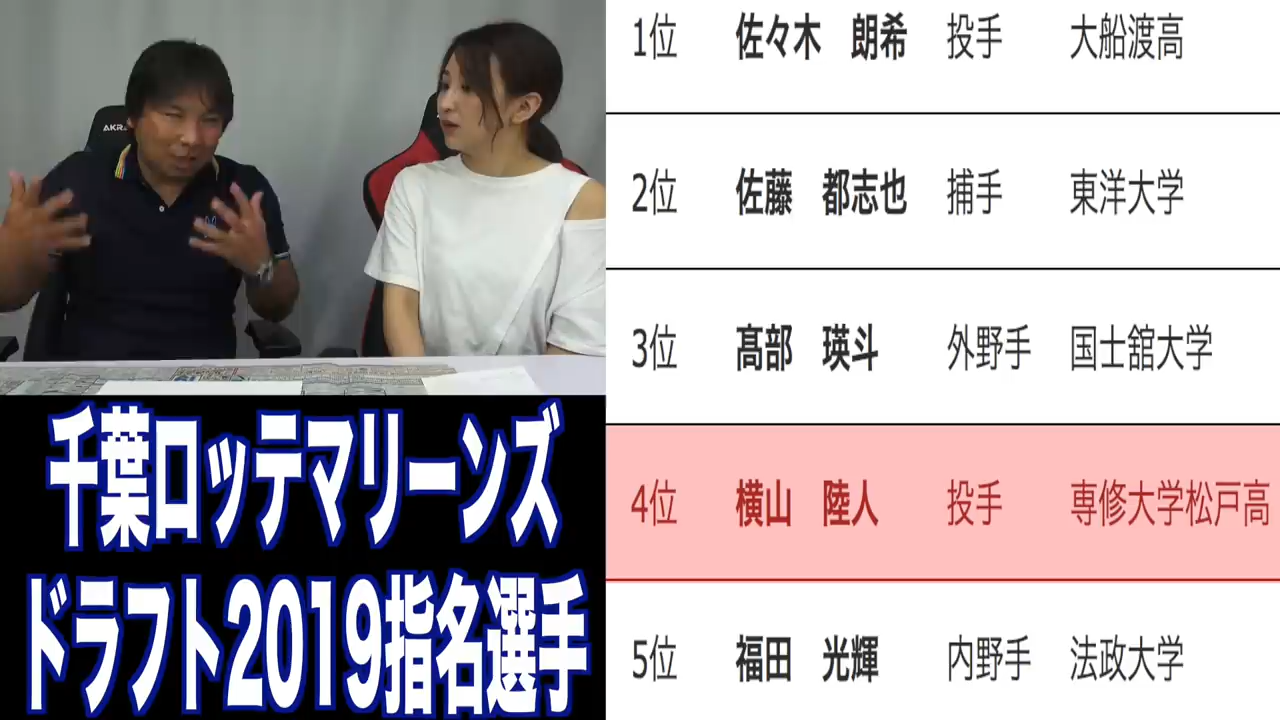 AKR
千葉ロッテマリーンズ
ドラフト2019指名選手
1位 佐々木 朗希 投手 大船渡高
2位 佐藤 都志也 捕手 東洋大学
3位 髙部 瑛斗 外野手 国士舘大学
4位 横山 陸人 投手 専修大学松戸高
5位 福田 光輝 内野手 法政大学